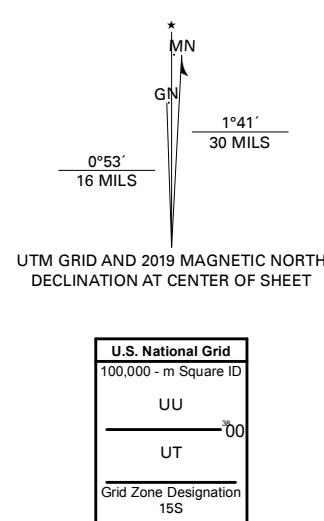 ★
MN
GN
1°41´
30 MILS
0°53´
16 MILS
UTM GRID AND 2019 MAGNETIC NORTH
DECLINATION AT CENTER OF SHEET
U.S. National Grid
100,000 - m Square ID
UU
³⁹00
UT
Grid Zone Designation
15S